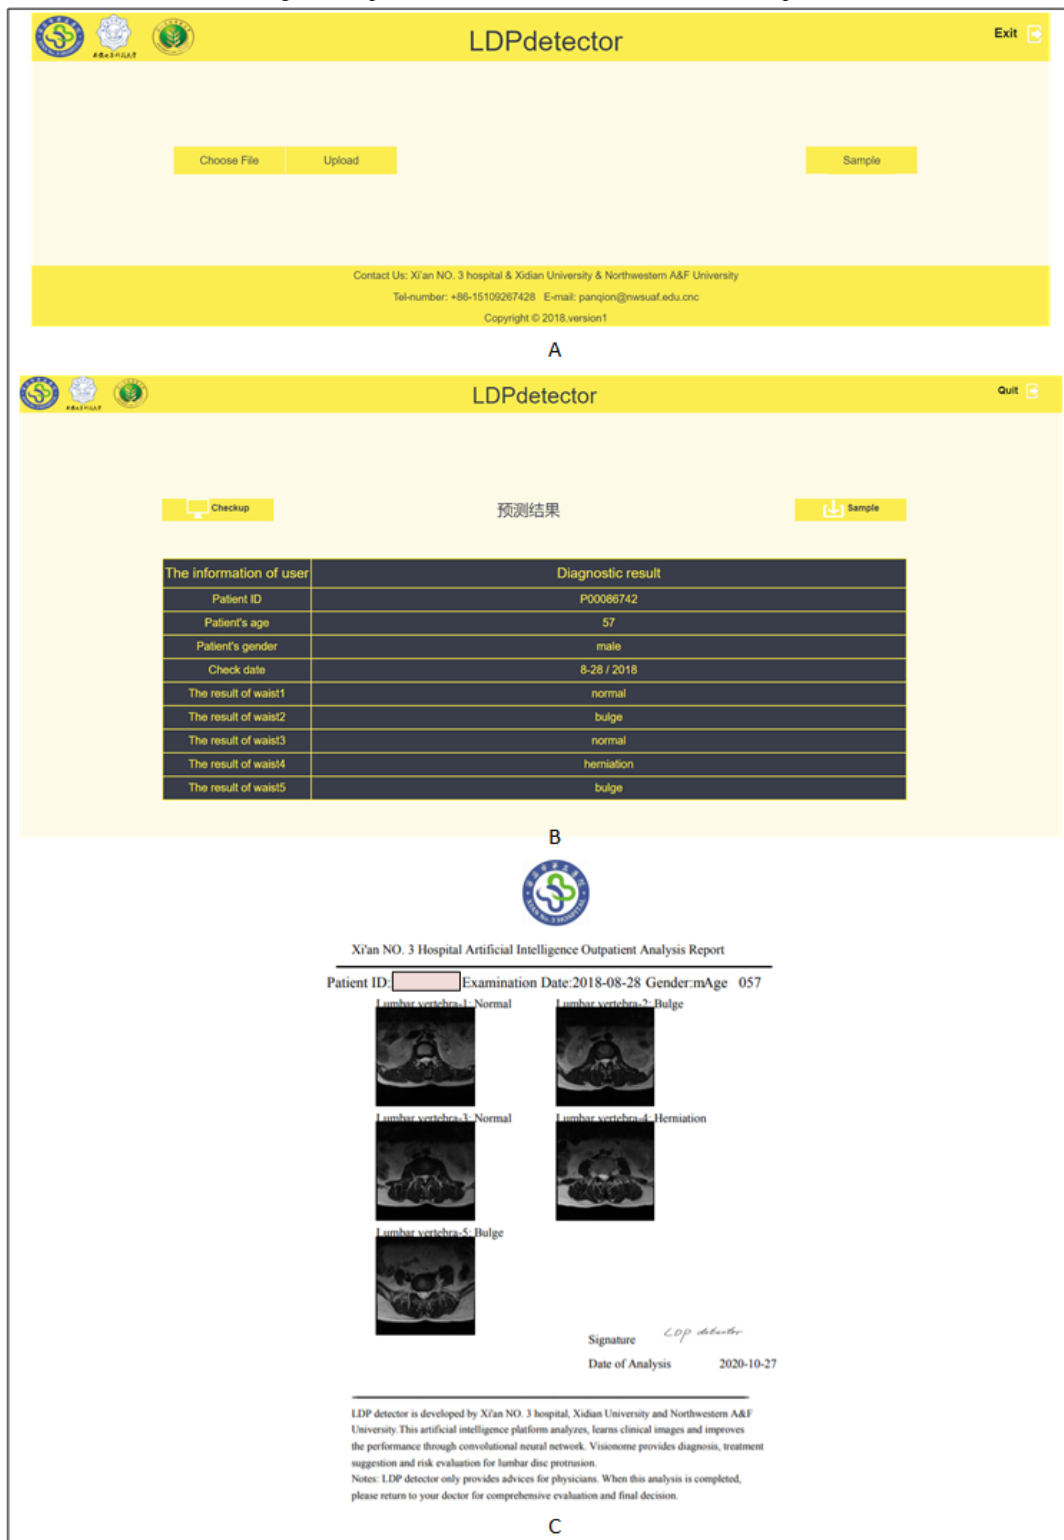 LDPdetector
Exit
Choose File
Upload
Sample
Contact Us: Xi'an NO. 3 hospital & Xidian University & Northwestern A&F University
Tel-number: +86-15109267428 E-mail: panqion@nwsuaf.edu.cnc
Copyright © 2018.version1
A
LDPdetector
Quit
Checkup
预测结果
Sample
The information of user Diagnostic result
Patient ID P00086742
Patient's age 57
Patient's gender male
Check date 8-28 / 2018
The result of waist1 normal
The result of waist2 bulge
The result of waist3 normal
The result of waist4 herniation
The result of waist5 bulge
B
XI'AN No. 3 HOSPITAL
Xi'an NO. 3 Hospital Artificial Intelligence Outpatient Analysis Report
Patient ID: Examination Date:2018-08-28 Gender:mAge 057
Lumbar vertebra-1: Normal
Lumbar vertebra-2: Bulge
Lumbar vertebra-3: Normal
Lumbar vertebra-4: Herniation
Lumbar vertebra-5: Bulge
Signature LDP detector
Date of Analysis 2020-10-27
LDP detector is developed by Xi'an NO. 3 hospital, Xidian University and Northwestern A&F
University.This artificial intelligence platform analyzes, learns clinical images and improves
the performance through convolutional neural network. Visionome provides diagnosis, treatment
suggestion and risk evaluation for lumbar disc protrusion.
Notes: LDP detector only provides advices for physicians. When this analysis is completed,
please return to your doctor for comprehensive evaluation and final decision.
C